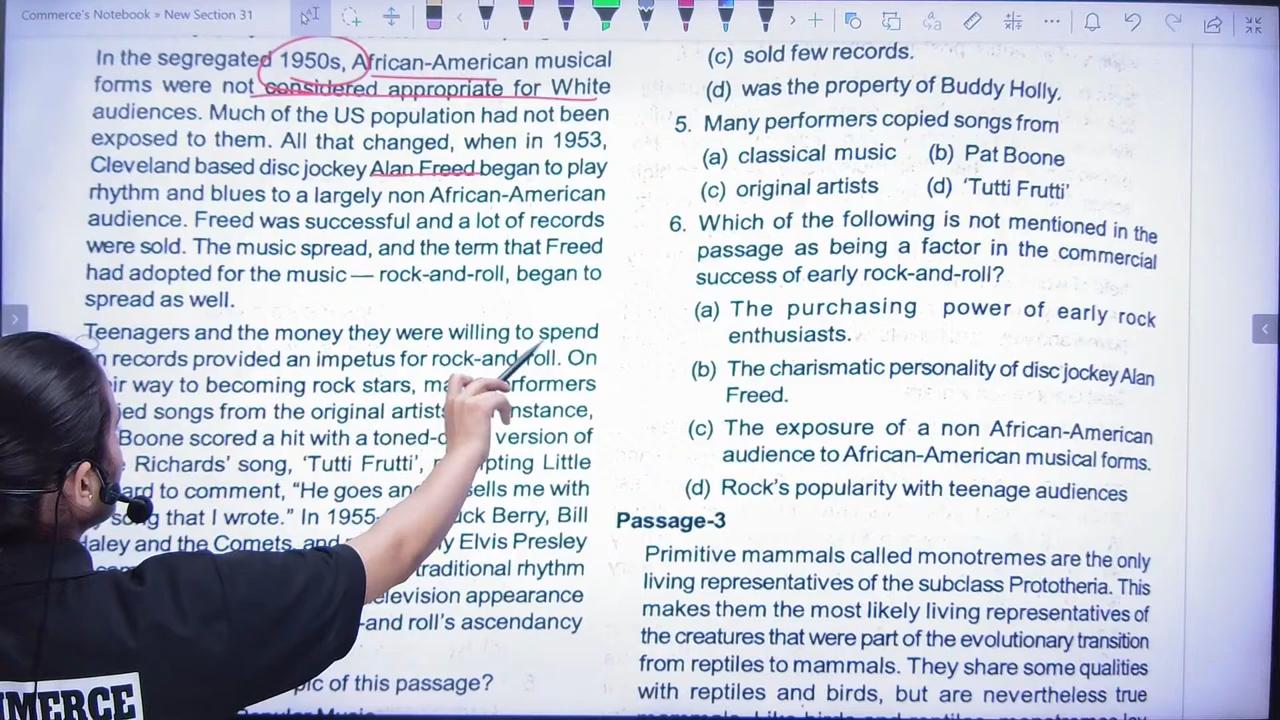 Commerce's Notebook » New Section 31
In the segregated 1950s, African-American musical
forms were not considered appropriate for White
audiences. Much of the US population had not been
exposed to them. All that changed, when in 1953,
Cleveland based disc jockey Alan Freed began to play
rhythm and blues to a largely non African-American
audience. Freed was successful and a lot of records
were sold. The music spread, and the term that Freed
had adopted for the music — rock-and-roll, began to
spread as well.
Teenagers and the money they were willing to spend
records provided an impetus for rock-and roll. On
way to becoming rock stars, performers
songs from the original artists
Boone scored a hit with a toned- version of
Richards' song, 'Tutti Frutti', Little
to comment, "He goes and sells me with
song that I wrote." In 1955 Berry, Bill
Haley and the Comets, and Elvis Presley
traditional rhythm
television appearance
-and roll's ascendancy
of this passage?
(c) sold few records.
(d) was the property of Buddy Holly.
5. Many performers copied songs from
(a) classical music (b) Pat Boone
(c) original artists (d) 'Tutti Frutti'
6. Which of the following is not mentioned in the
passage as being a factor in the commercial
success of early rock-and-roll?
(a) The purchasing power of early rock
enthusiasts.
(b) The charismatic personality of disc jockey Alan
Freed.
(c) The exposure of a non African-American
audience to African-American musical forms.
(d) Rock's popularity with teenage audiences
Passage-3
Primitive mammals called monotremes are the only
living representatives of the subclass Prototheria. This
makes them the most likely living representatives of
the creatures that were part of the evolutionary transition
from reptiles to mammals. They share some qualities
with reptiles and birds, but are nevertheless true
MMERCE